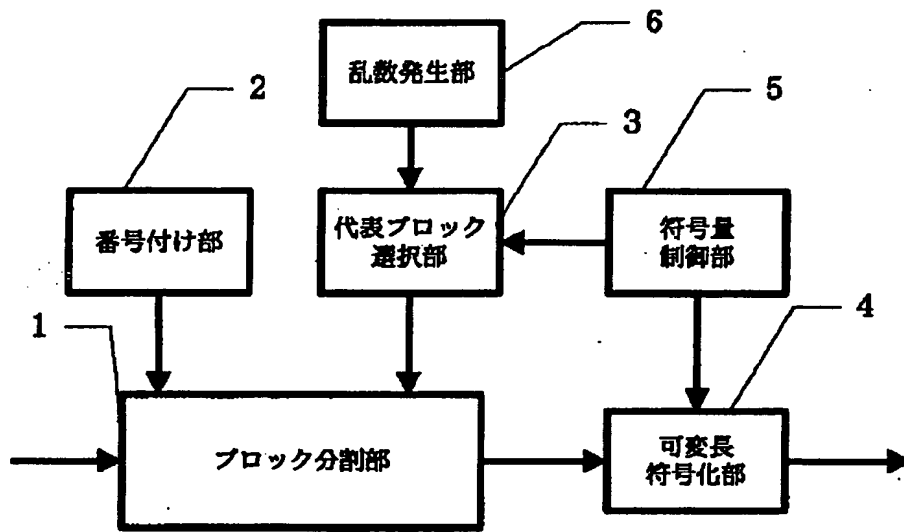 6
乱数発生部
2
5
3
番号付け部
代表ブロック
選択部
符号量
制御部
1
4
ブロック分割部
可変長
符号化部